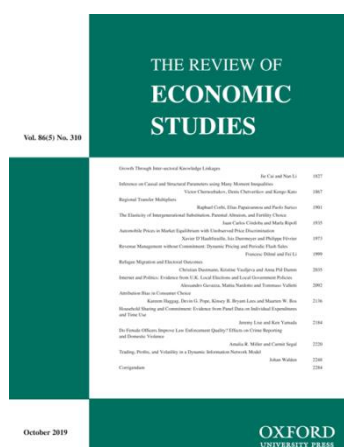 THE REVIEW OF
ECONOMIC
STUDIES
Vol. 86(5) No. 310
Growth Through Inter-sectoral Knowledge Linkages
Jie Cai and Nan Li 1827
Inference on Causal and Structural Parameters using Many Moment Inequalities
Victor Chernozhukov, Denis Chetverikov and Kengo Kato 1867
Regional Transfer Multipliers
Raphael Corbi, Elias Papaioannou and Paolo Surico 1901
The Elasticity of Intergenerational Substitution, Parental Altruism, and Fertility Choice
Juan Carlos Córdoba and Marla Ripoll 1935
Automobile Prices in Market Equilibrium with Unobserved Price Discrimination
Xavier D'Haultfœuille, Isis Durrmeyer and Philippe Février 1973
Revenue Management without Commitment: Dynamic Pricing and Periodic Flash Sales
Francesc Dilmé and Fei Li 1999
Refugee Migration and Electoral Outcomes
Christian Dustmann, Kristine Vasiljeva and Anna Piil Damm 2035
Internet and Politics: Evidence from U.K. Local Elections and Local Government Policies
Alessandro Gavazza, Mattia Nardotto and Tommaso Valletti 2092
Attribution Bias in Consumer Choice
Kareem Haggag, Devin G. Pope, Kinsey B. Bryant-Lees and Maarten W. Bos 2136
Household Sharing and Commitment: Evidence from Panel Data on Individual Expenditures
and Time Use
Jeremy Lise and Ken Yamada 2184
Do Female Officers Improve Law Enforcement Quality? Effects on Crime Reporting
and Domestic Violence
Amalia R. Miller and Carmit Segal 2220
Trading, Profits, and Volatility in a Dynamic Information Network Model
Johan Walden 2248
Corrigendum 2284
October 2019
OXFORD
UNIVERSITY PRESS